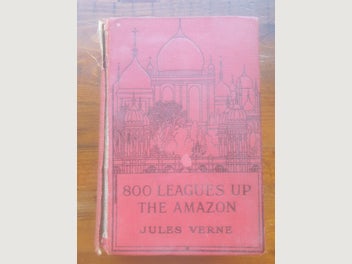 800 LEAGUES UP
THE AMAZON
JULES VERNE